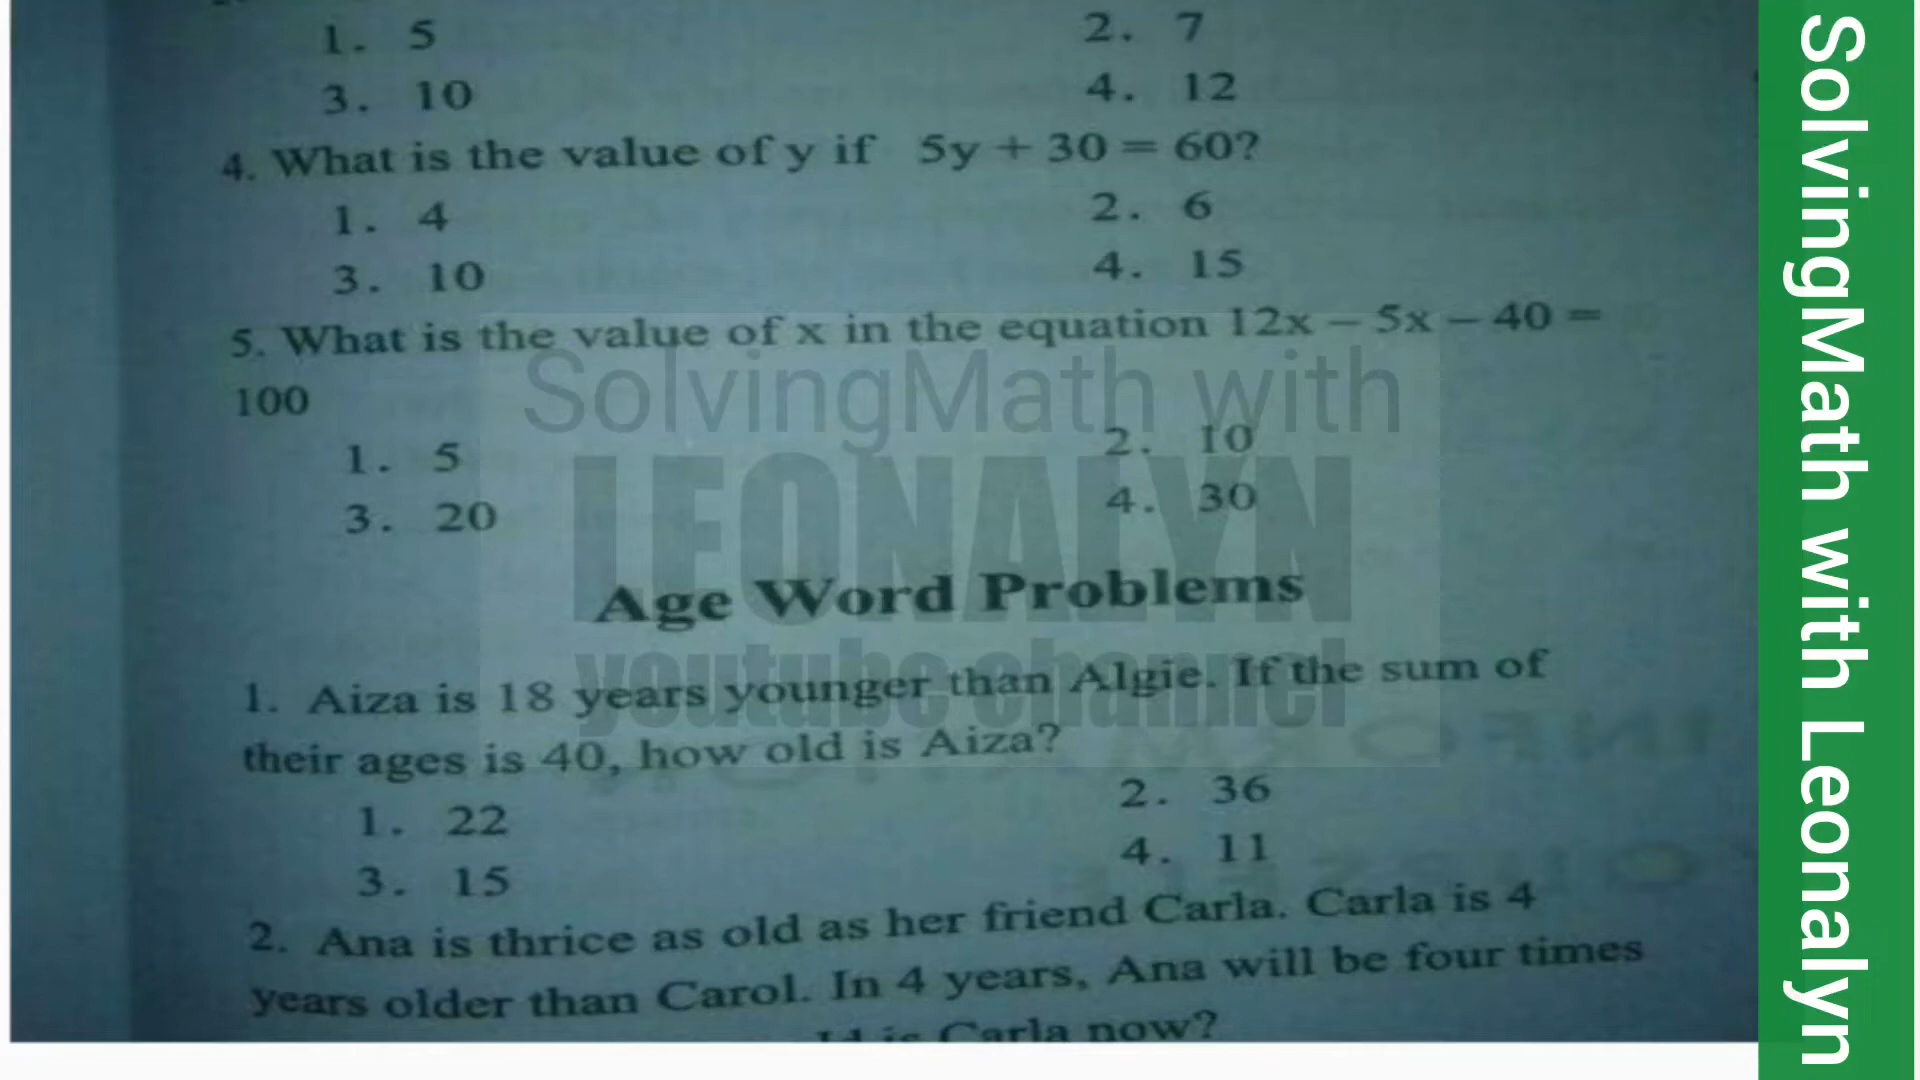 1. 5 2. 7
3. 10 4. 12
4. What is the value of y if 5y + 30 = 60?
1. 4 2. 6
3. 10 4. 15
5. What is the value of x in the equation 12x – 5x – 40 =
100
1. 5 2. 10
3. 20 4. 30
SolvingMath with
LEONALYN
youtube channel
Age Word Problems
1. Aiza is 18 years younger than Algie. If the sum of
their ages is 40, how old is Aiza?
1. 22 2. 36
3. 15 4. 11
2. Ana is thrice as old as her friend Carla. Carla is 4
years older than Carol. In 4 years, Ana will be four times
is Carla now?
SolvingMath with Leonalyn